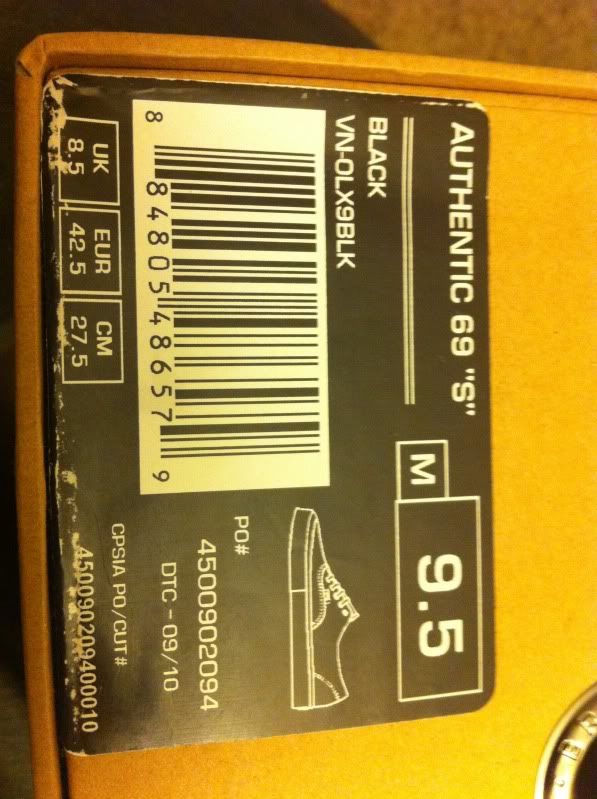 AUTHENTIC 69 "S"
BLACK
VN-0LX9BLK
M
9.5
8 84805 48657 9
UK
8.5
EUR
42.5
CM
27.5
PO#
4500902094
DTC - 09/10
CPSIA PO/CUT#
450090209400010